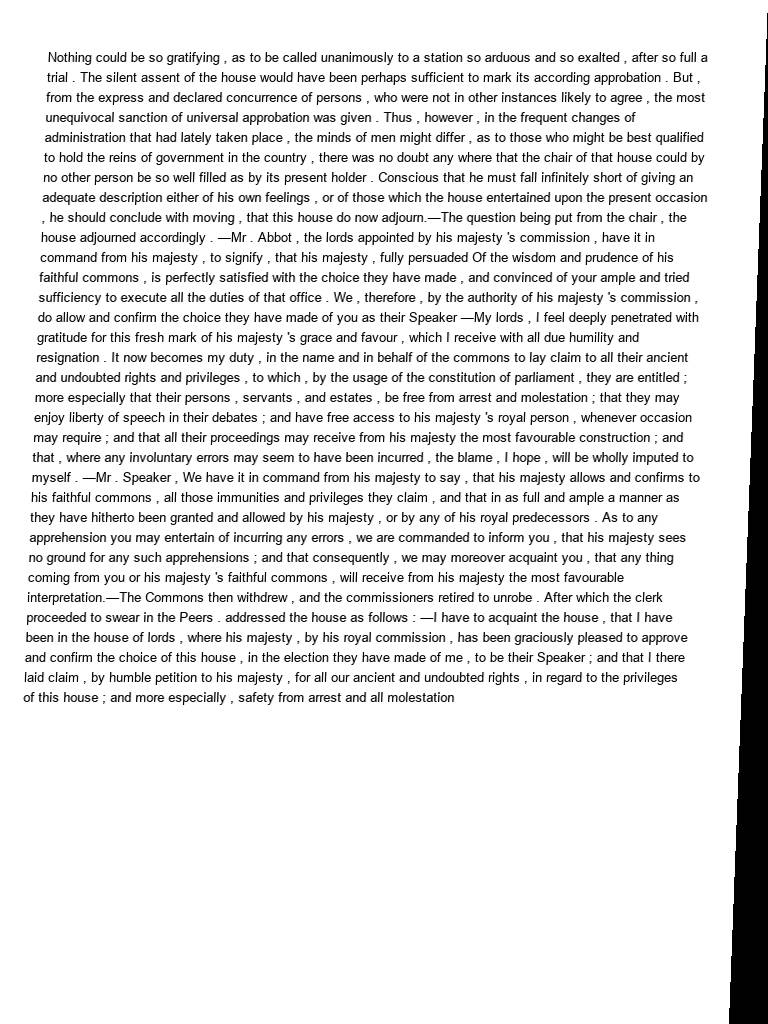 Nothing could be so gratifying , as to be called unanimously to a station so arduous and so exalted , after so full a
trial . The silent assent of the house would have been perhaps sufficient to mark its according approbation . But ,
from the express and declared concurrence of persons , who were not in other instances likely to agree , the most
unequivocal sanction of universal approbation was given . Thus , however , in the frequent changes of
administration that had lately taken place , the minds of men might differ , as to those who might be best qualified
to hold the reins of government in the country , there was no doubt any where that the chair of that house could by
no other person be so well filled as by its present holder . Conscious that he must fall infinitely short of giving an
adequate description either of his own feelings , or of those which the house entertained upon the present occasion
, he should conclude with moving , that this house do now adjourn.—The question being put from the chair , the
house adjourned accordingly . —Mr . Abbot , the lords appointed by his majesty 's commission , have it in
command from his majesty , to signify , that his majesty , fully persuaded Of the wisdom and prudence of his
faithful commons , is perfectly satisfied with the choice they have made , and convinced of your ample and tried
sufficiency to execute all the duties of that office . We , therefore , by the authority of his majesty 's commission ,
do allow and confirm the choice they have made of you as their Speaker —My lords , I feel deeply penetrated with
gratitude for this fresh mark of his majesty 's grace and favour , which I receive with all due humility and
resignation . It now becomes my duty , in the name and in behalf of the commons to lay claim to all their ancient
and undoubted rights and privileges , to which , by the usage of the constitution of parliament , they are entitled ;
more especially that their persons , servants , and estates , be free from arrest and molestation ; that they may
enjoy liberty of speech in their debates ; and have free access to his majesty 's royal person , whenever occasion
may require ; and that all their proceedings may receive from his majesty the most favourable construction ; and
that , where any involuntary errors may seem to have been incurred , the blame , I hope , will be wholly imputed to
myself . —Mr . Speaker , We have it in command from his majesty to say , that his majesty allows and confirms to
his faithful commons , all those immunities and privileges they claim , and that in as full and ample a manner as
they have hitherto been granted and allowed by his majesty , or by any of his royal predecessors . As to any
apprehension you may entertain of incurring any errors , we are commanded to inform you , that his majesty sees
no ground for any such apprehensions ; and that consequently , we may moreover acquaint you , that any thing
coming from you or his majesty 's faithful commons , will receive from his majesty the most favourable
interpretation.—The Commons then withdrew , and the commissioners retired to unrobe . After which the clerk
proceeded to swear in the Peers . addressed the house as follows : —I have to acquaint the house , that I have
been in the house of lords , where his majesty , by his royal commission , has been graciously pleased to approve
and confirm the choice of this house , in the election they have made of me , to be their Speaker ; and that I there
laid claim , by humble petition to his majesty , for all our ancient and undoubted rights , in regard to the privileges
of this house ; and more especially , safety from arrest and all molestation